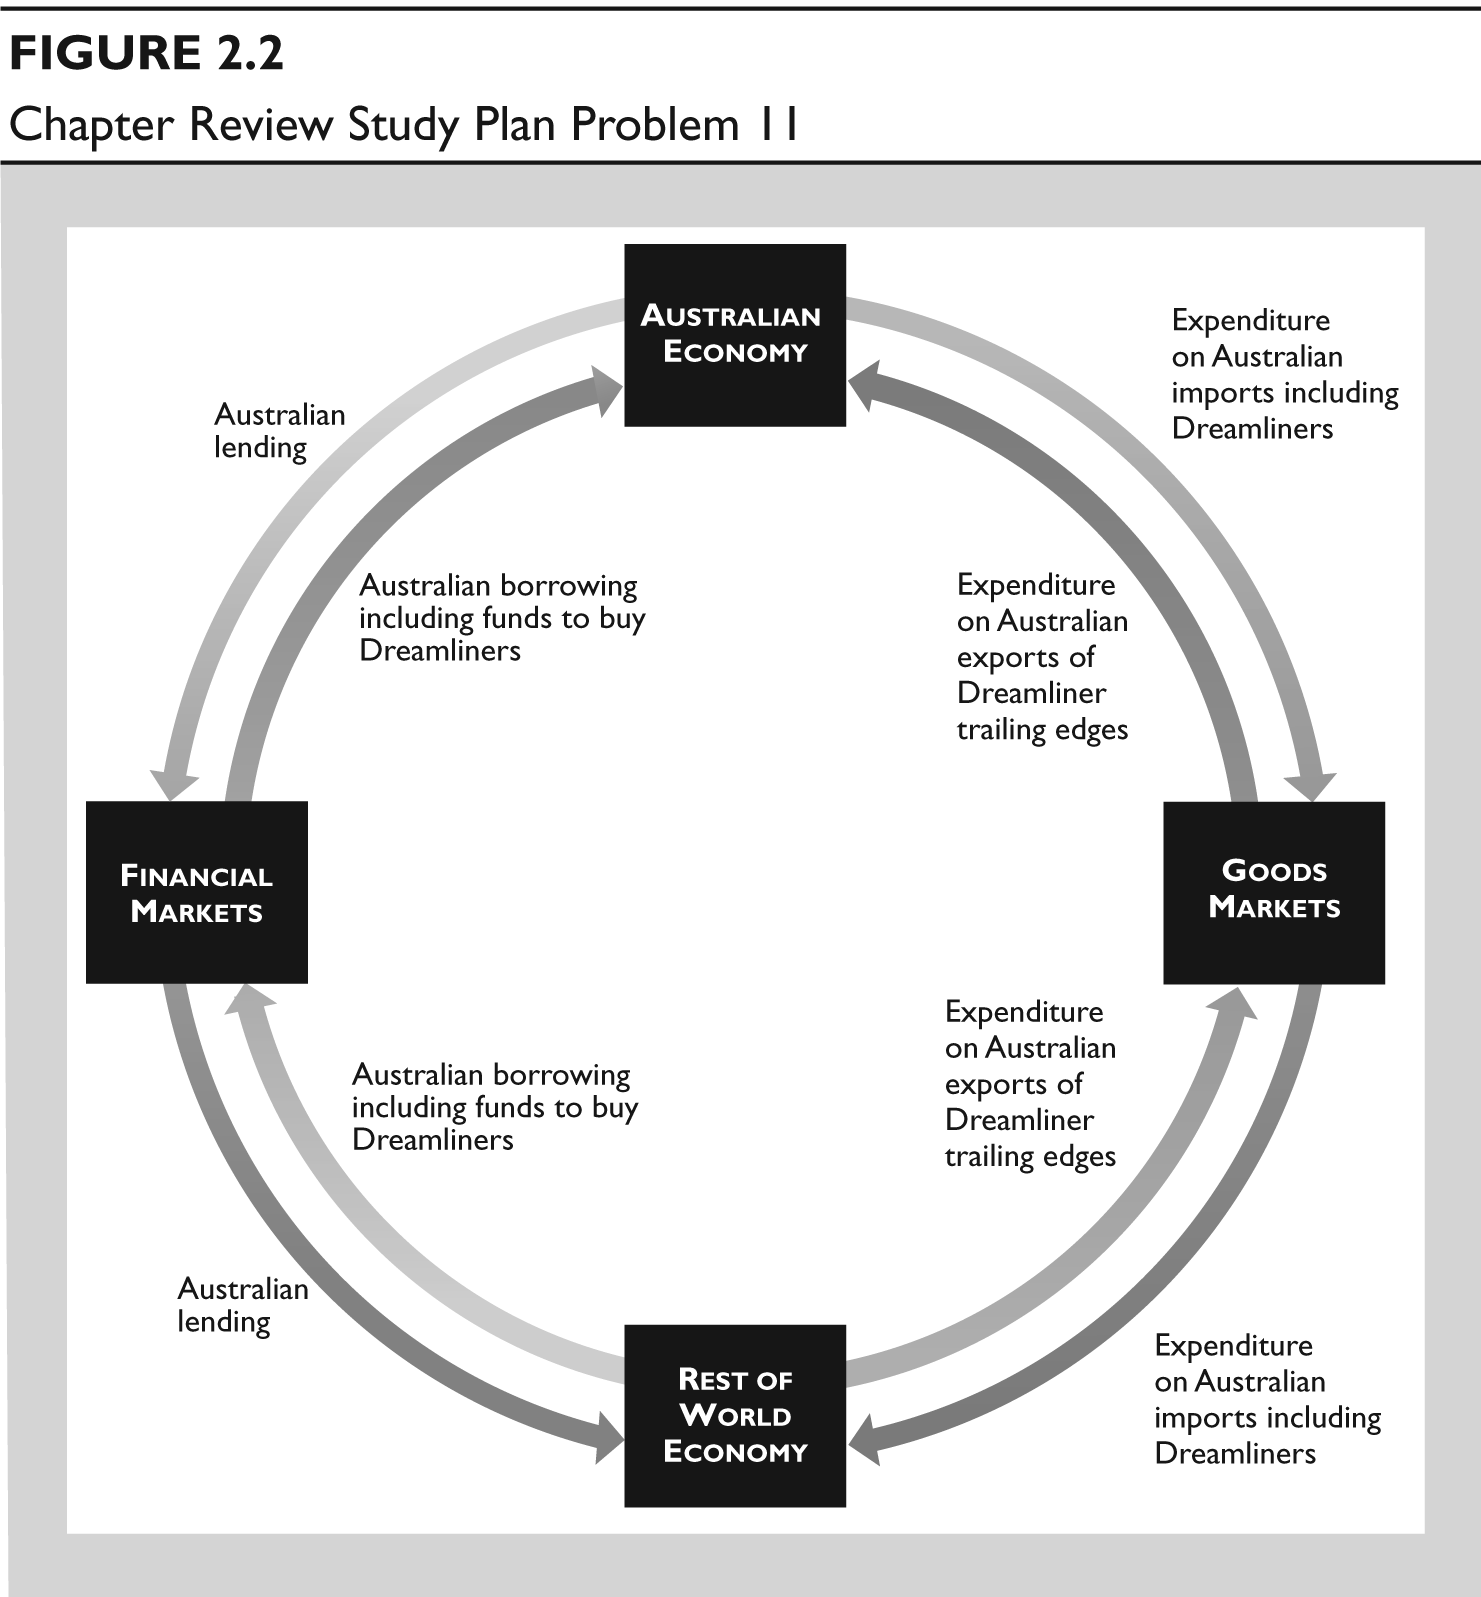 FIGURE 2.2
Chapter Review Study Plan Problem 11
AUSTRALIAN
ECONOMY
Expenditure
on Australian
imports including
Dreamliners
Australian
lending
Australian borrowing
including funds to buy
Dreamliners
Expenditure
on Australian
exports of
Dreamliner
trailing edges
FINANCIAL
MARKETS
GOODS
MARKETS
Australian borrowing
including funds to buy
Dreamliners
Expenditure
on Australian
exports of
Dreamliner
trailing edges
Australian
lending
REST OF
WORLD
ECONOMY
Expenditure
on Australian
imports including
Dreamliners